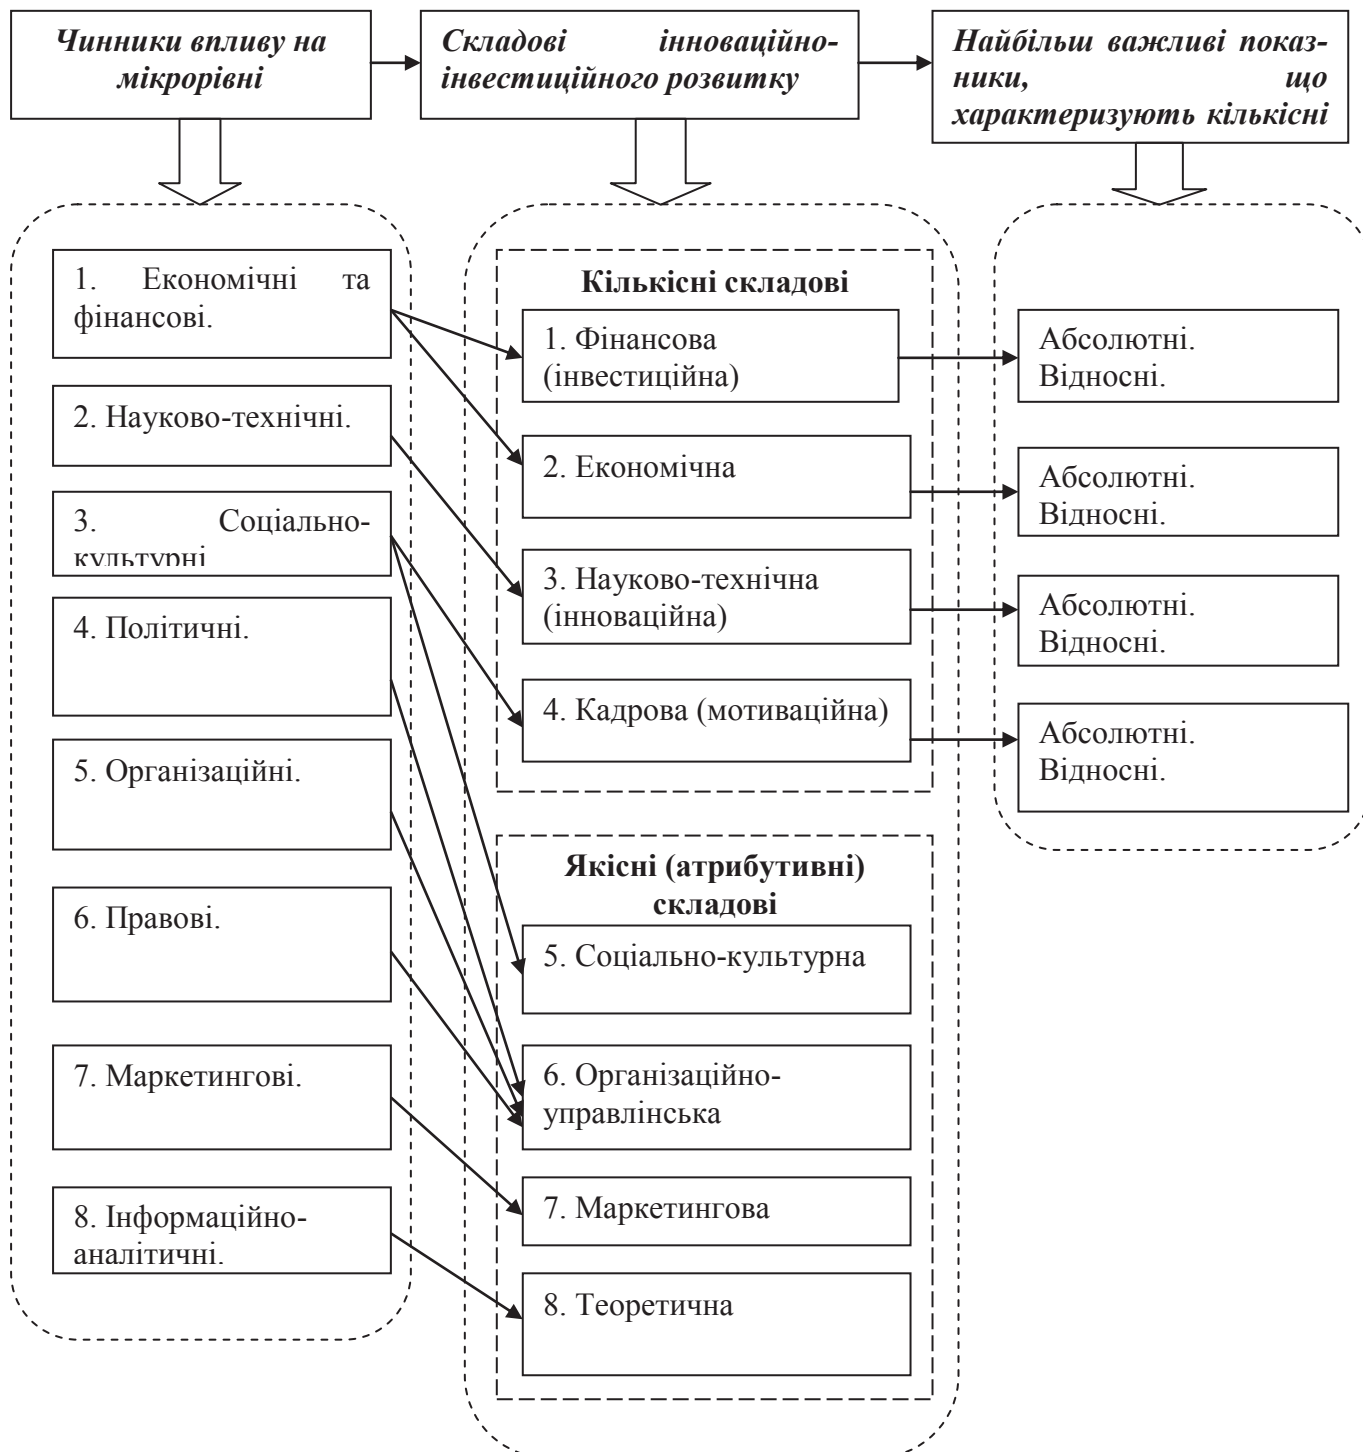 Чинники впливу на
мікрорівні
Складові інноваційно-
інвестиційного розвитку
Найбільш важливі показ-
ники, що
характеризують кількісні
1. Економічні та
фінансові.
2. Науково-технічні.
3. Соціально-
культурні
4. Політичні.
5. Організаційні.
6. Правові.
7. Маркетингові.
8. Інформаційно-
аналітичні.
Кількісні складові
1. Фінансова
(інвестиційна)
2. Економічна
3. Науково-технічна
(інноваційна)
4. Кадрова (мотиваційна)
Якісні (атрибутивні)
складові
5. Соціально-культурна
6. Організаційно-
управлінська
7. Маркетингова
8. Теоретична
Абсолютні.
Відносні.
Абсолютні.
Відносні.
Абсолютні.
Відносні.
Абсолютні.
Відносні.